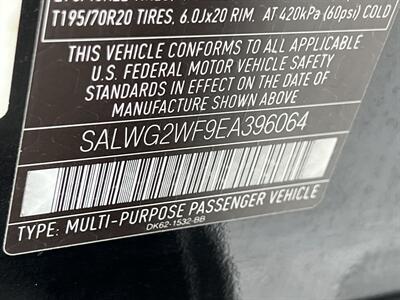 T195/70R20 TIRES, 6.0Jx20 RIM, AT 420kPa (60psi) COLD
THIS VEHICLE CONFORMS TO ALL APPLICABLE
U.S. FEDERAL MOTOR VEHICLE SAFETY
STANDARDS IN EFFECT ON THE DATE OF
MANUFACTURE SHOWN ABOVE.
SALWG2WF9EA396064
TYPE: MULTI-PURPOSE PASSENGER VEHICLE
DK62-1532-BB